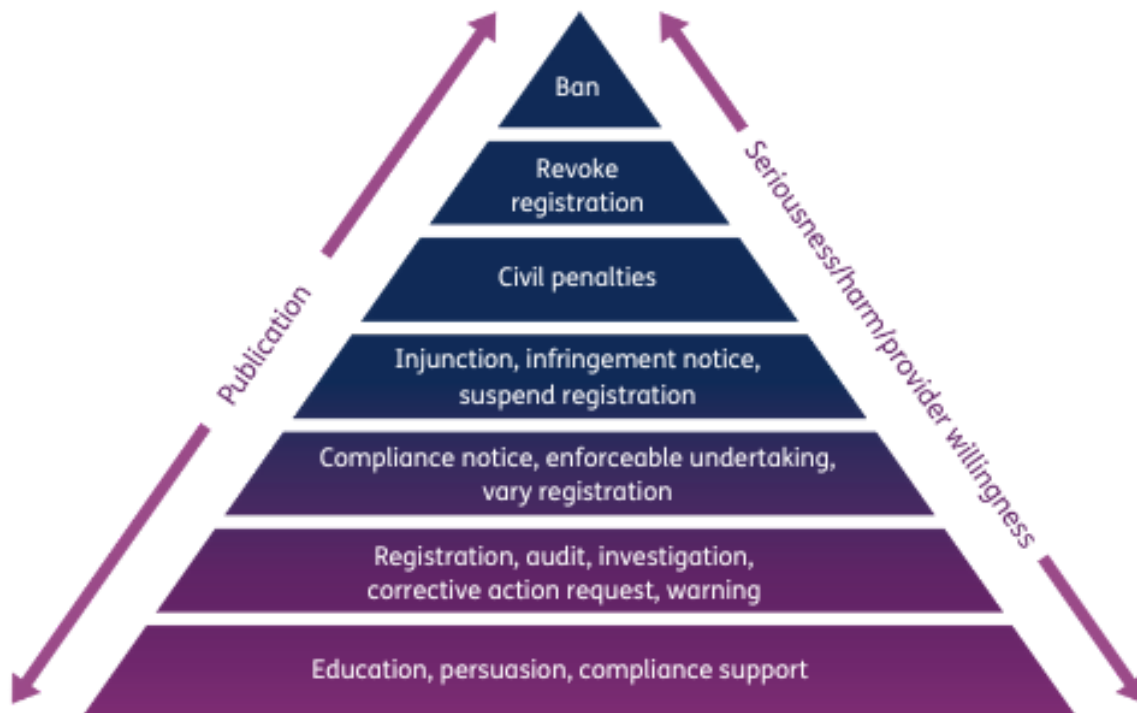 Ban
Revoke
registration
Civil penalties
Injunction, infringement notice,
suspend registration
Compliance notice, enforceable undertaking,
vary registration
Registration, audit, investigation,
corrective action request, warning
Education, persuasion, compliance support
Publication
Seriousness/harm/provider willingness